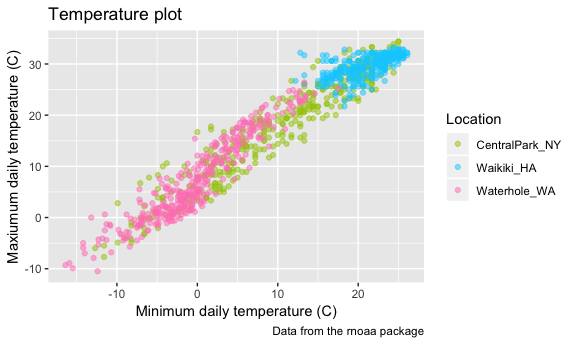 Temperature plot
Maxiumum daily temperature (C)
30
20
10
0
-10
-10
0
10
20
Minimum daily temperature (C)
Data from the rnoaa package
Location
CentralPark_NY
Waikiki_HA
Waterhole_WA